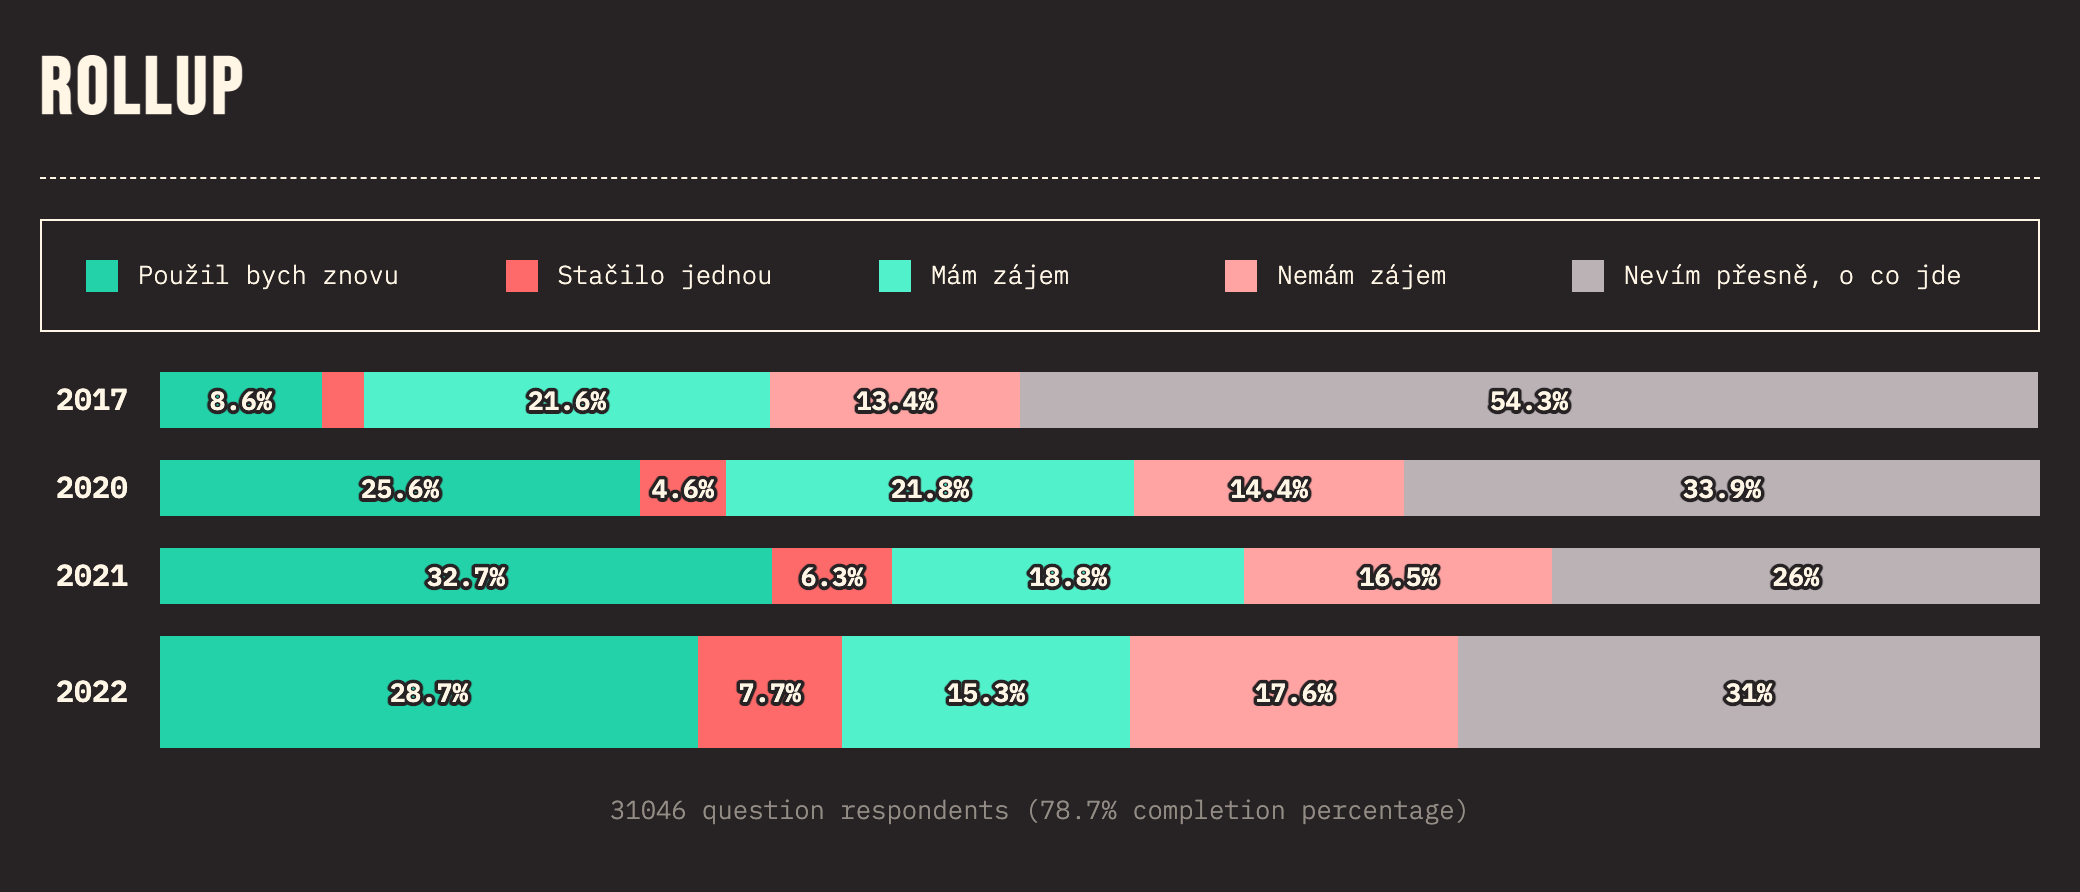 ROLLUP
Použil bych znovu Stačilo jednou Mám zájem Nemám zájem Nevím přesně, o co jde
2017 8.6% 21.6% 13.4% 54.3%
2020 25.6% 4.6% 21.8% 14.4% 33.9%
2021 32.7% 6.3% 18.8% 16.5% 26%
2022 28.7% 7.7% 15.3% 17.6% 31%
31046 question respondents (78.7% completion percentage)